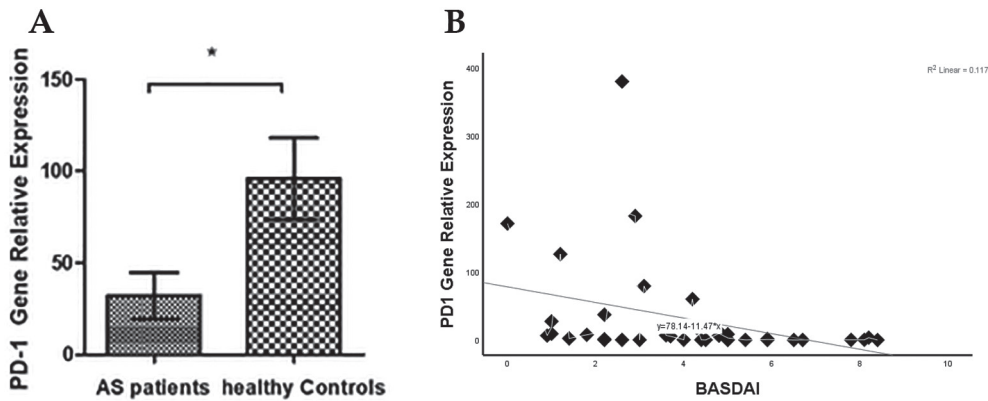 A
PD-1 Gene Relative Expression
150
100
50
0
*
AS patients
healthy Controls
B
PD1 Gene Relative Expression
400
300
200
100
0
R² Linear = 0.117
y=78.14-11.47*x
0 2 4 6 8 10
BASDAI